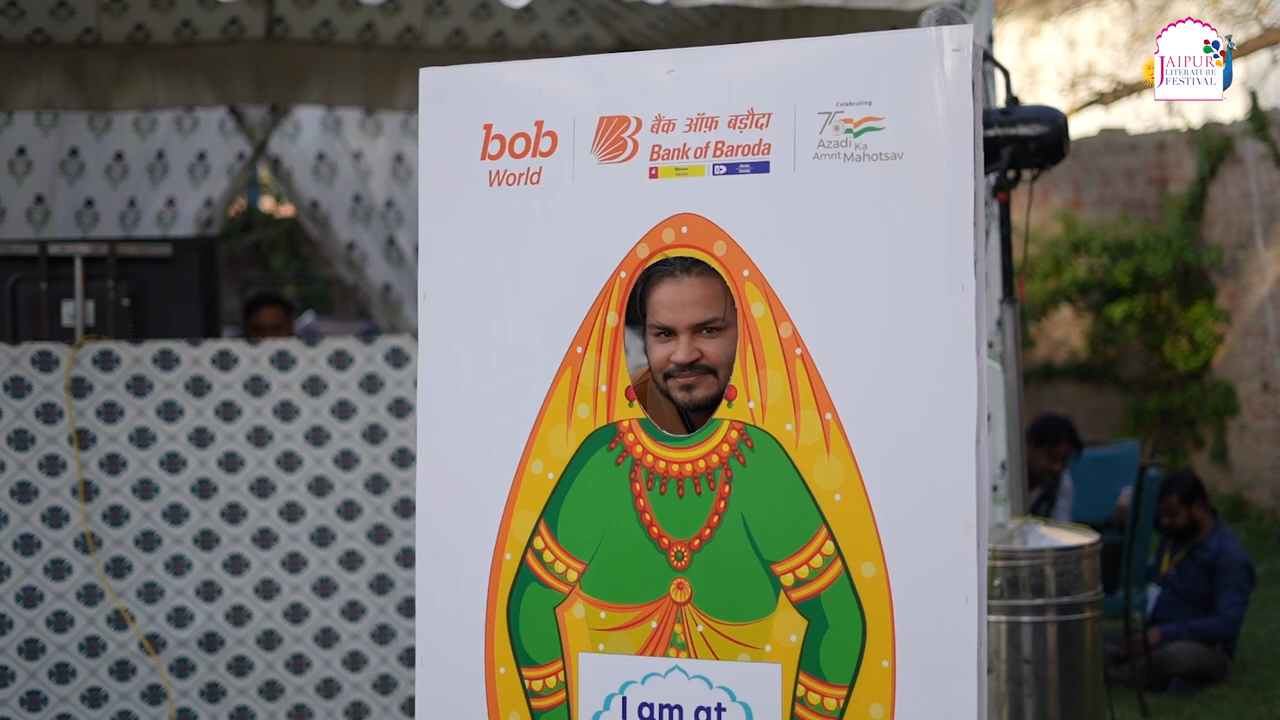 JAIPUR
LITERATURE
FESTIVAL
bob
World
बैंक ऑफ़ बड़ौदा
Bank of Baroda
Celebrating
75
Azadi Ka
Amrit Mahotsav
I am at